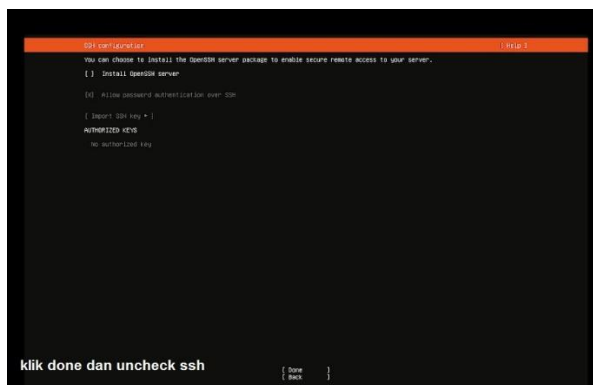 SSH configuration [ Help ]
You can choose to install the OpenSSH server package to enable secure remote access to your server.
[ ] Install OpenSSH server
[X] Allow password authentication over SSH
[ Import SSH key ▾ ]
AUTHORIZED KEYS
No authorized key
klik done dan uncheck ssh
[ Done ]
[ Back ]